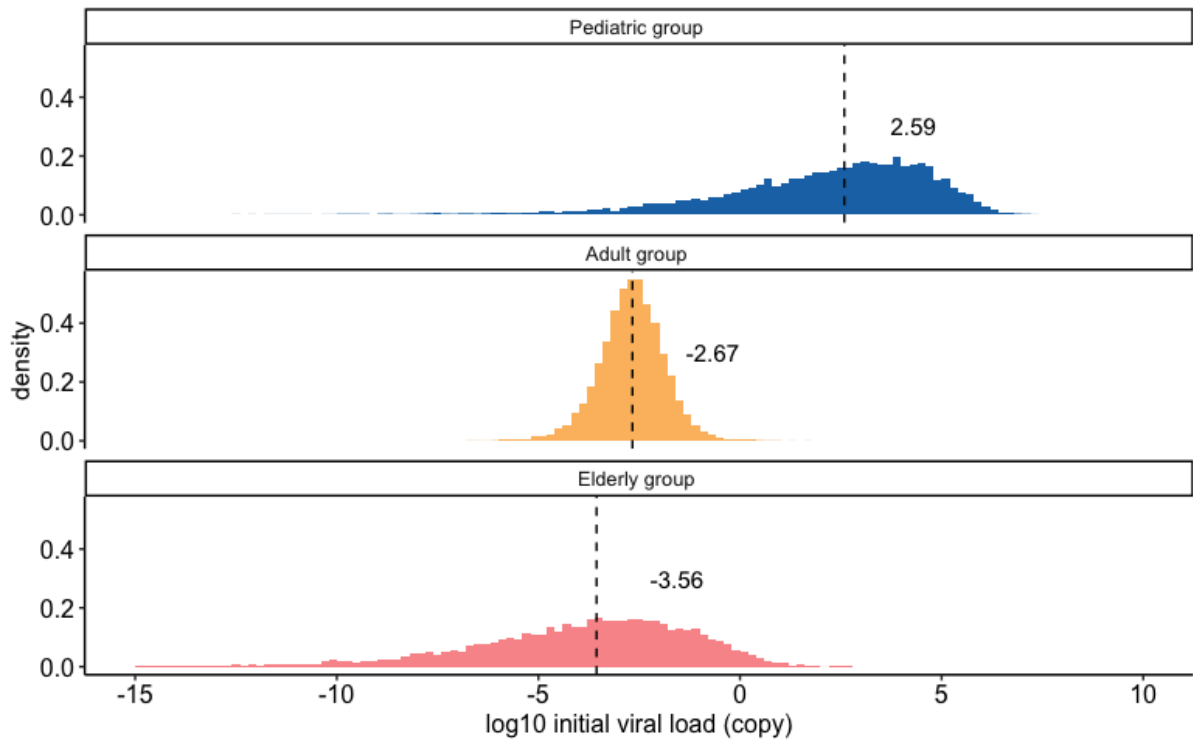 Pediatric group
0.4
0.2
0.0
2.59
Adult group
0.4
0.2
0.0
-2.67
density
Elderly group
0.4
0.2
0.0
-3.56
-15 -10 -5 0 5 10
log10 initial viral load (copy)